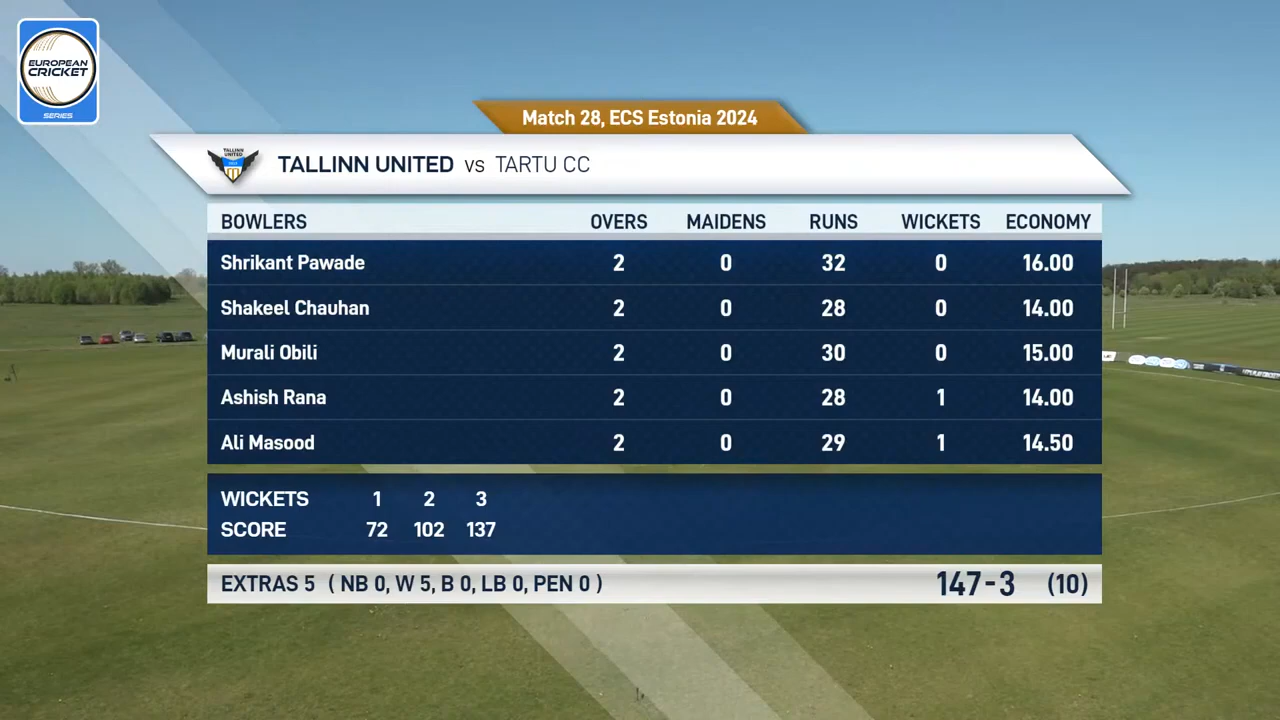 EUROPEAN
CRICKET
SERIES
Match 28, ECS Estonia 2024
TALLINN UNITED
TALLINN UNITED vs TARTU CC
BOWLERS OVERS MAIDENS RUNS WICKETS ECONOMY
Shrikant Pawade 2 0 32 0 16.00
Shakeel Chauhan 2 0 28 0 14.00
Murali Obili 2 0 30 0 15.00
Ashish Rana 2 0 28 1 14.00
Ali Masood 2 0 29 1 14.50
WICKETS 1 2 3
SCORE 72 102 137
EXTRAS 5 ( NB 0, W 5, B 0, LB 0, PEN 0 ) 147-3 (10)